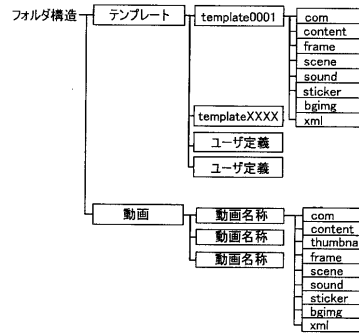 フォルダ構造
テンプレート
template0001
com
content
frame
scene
sound
sticker
bgimg
xml
templateXXXX
ユーザ定義
ユーザ定義
動画
動画名称
動画名称
動画名称
com
content
thumbna
frame
scene
sound
sticker
bgimg
xml